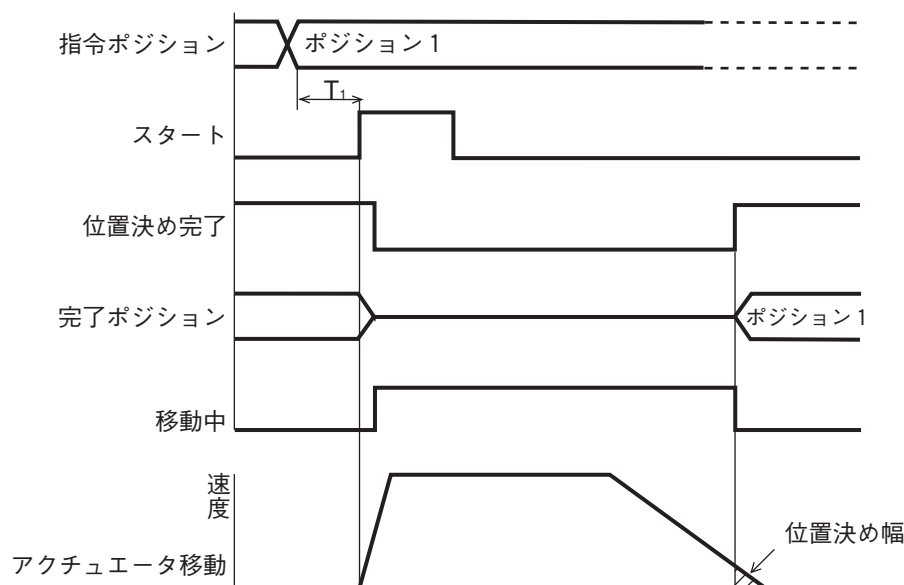 指令ポジション
ポジション1
T₁
スタート
位置決め完了
完了ポジション
ポジション1
移動中
速度
位置決め幅
アクチュエータ移動